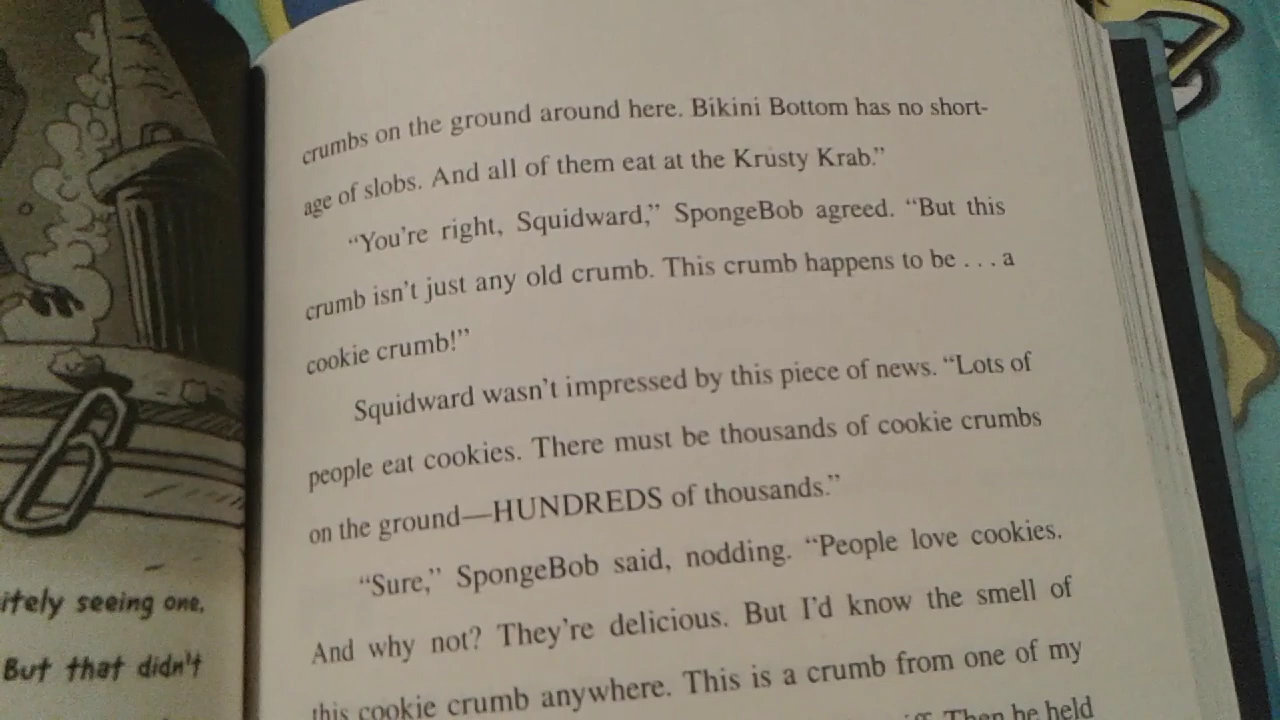 itely seeing one,
But that didn't
crumbs on the ground around here. Bikini Bottom has no short-
age of slobs. And all of them eat at the Krusty Krab.”
“You're right, Squidward,” SpongeBob agreed. “But this
crumb isn't just any old crumb. This crumb happens to be . . . a
cookie crumb!”
Squidward wasn't impressed by this piece of news. “Lots of
people eat cookies. There must be thousands of cookie crumbs
on the ground—HUNDREDS of thousands.”
“Sure,” SpongeBob said, nodding. “People love cookies.
And why not? They're delicious. But I'd know the smell of
this cookie crumb anywhere. This is a crumb from one of my
Then he held